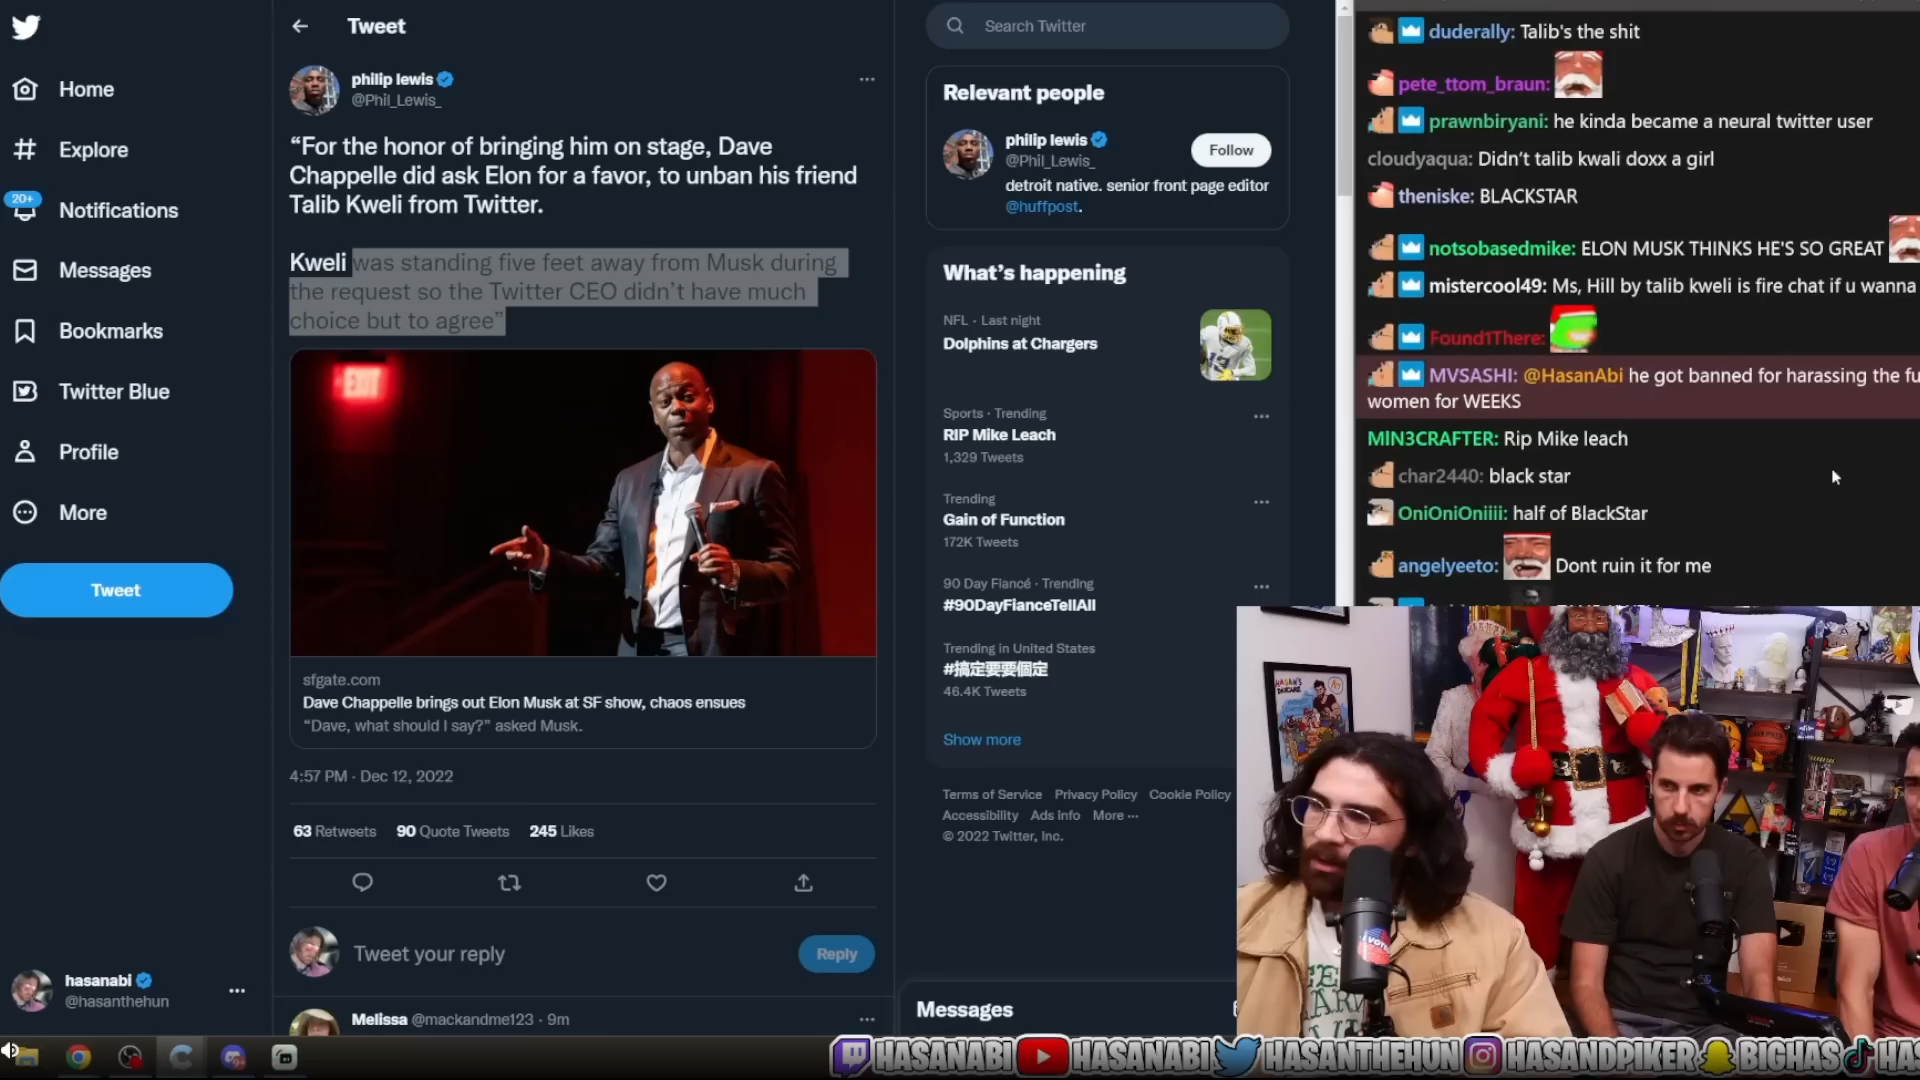 Home
Explore
20+
Notifications
Messages
Bookmarks
Twitter Blue
Profile
More
Tweet
hasanabi
@hasanthehun
Tweet
philip lewis
@Phil_Lewis_
“For the honor of bringing him on stage, Dave
Chappelle did ask Elon for a favor, to unban his friend
Talib Kweli from Twitter.
Kweli was standing five feet away from Musk during
the request so the Twitter CEO didn’t have much
choice but to agree”
EXIT
sfgate.com
Dave Chappelle brings out Elon Musk at SF show, chaos ensues
“Dave, what should I say?” asked Musk.
4:57 PM · Dec 12, 2022
63 Retweets 90 Quote Tweets 245 Likes
Tweet your reply
Reply
Melissa @mackandme123 · 9m
Search Twitter
Relevant people
philip lewis
@Phil_Lewis_
Follow
detroit native. senior front page editor
@huffpost.
What’s happening
NFL · Last night
Dolphins at Chargers
Sports · Trending
RIP Mike Leach
1,329 Tweets
Trending
Gain of Function
172K Tweets
90 Day Fiancé · Trending
#90DayFianceTellAll
Trending in United States
#搞定要要個定
46.4K Tweets
Show more
Terms of Service Privacy Policy Cookie Policy
Accessibility Ads info More ···
© 2022 Twitter, Inc.
Messages
duderally: Talib's the shit
pete_ttom_braun:
prawnbiryani: he kinda became a neural twitter user
cloudyaqua: Didn’t talib kwali doxx a girl
theniske: BLACKSTAR
notsobasedmike: ELON MUSK THINKS HE'S SO GREAT
mistercool49: Ms, Hill by talib kweli is fire chat if u wanna
Found1There:
MVSASHI: @HasanAbi he got banned for harassing the fu
women for WEEKS
MIN3CRAFTER: Rip Mike leach
char2440: black star
OniOniOniiii: half of BlackStar
angelyeeto: Dont ruin it for me
HASAN'S
VOTE
HASANABI HASANABI HASANTHEHUN HASANDPIKER BIGHAS HAS